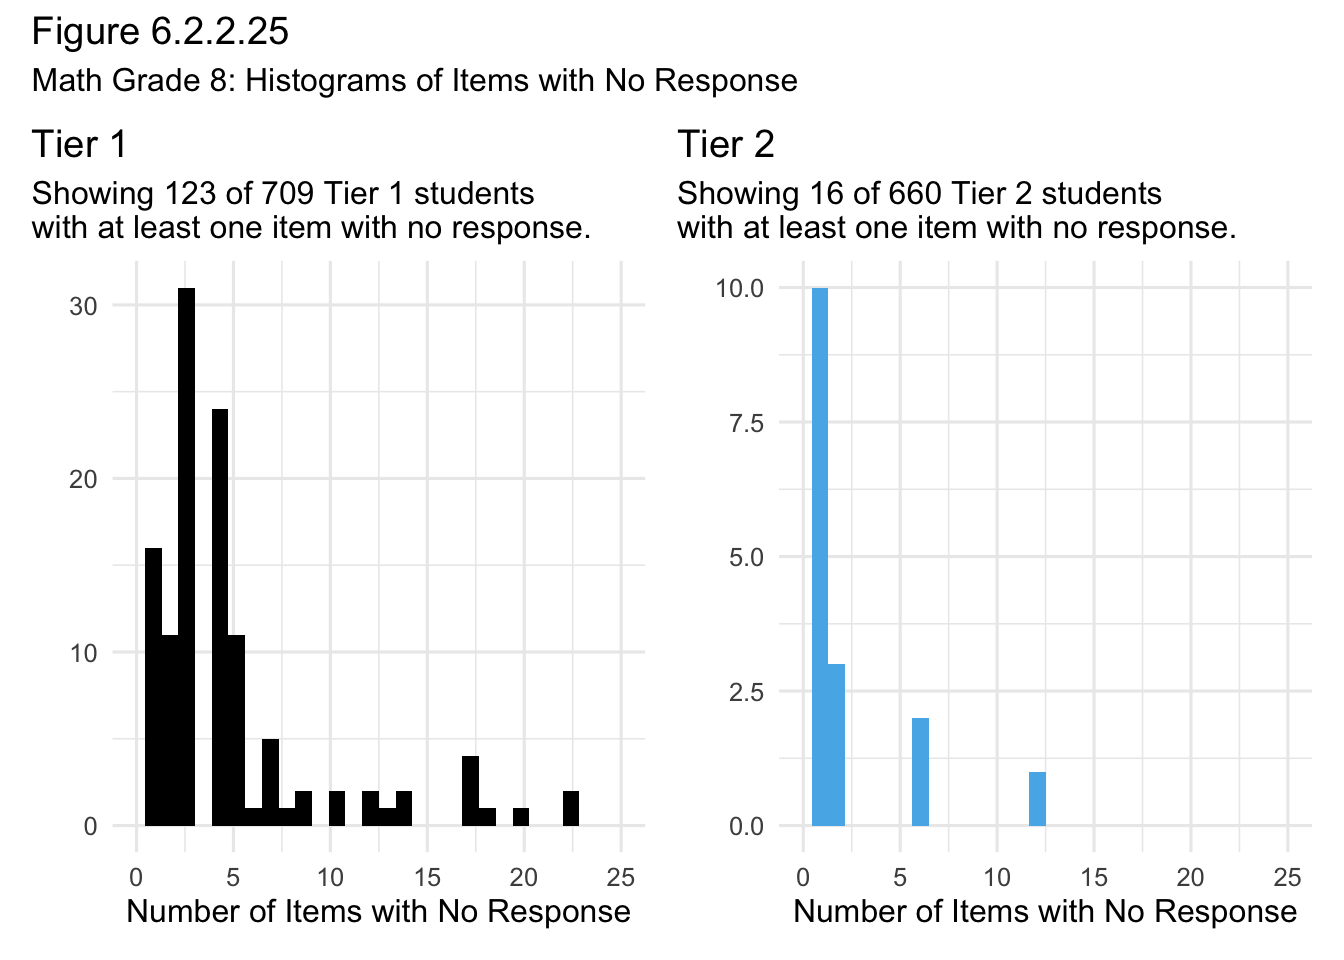 Figure 6.2.2.25
Math Grade 8: Histograms of Items with No Response
Tier 1
Showing 123 of 709 Tier 1 students
with at least one item with no response.
30
20
10
0
0 5 10 15 20 25
Number of Items with No Response
Tier 2
Showing 16 of 660 Tier 2 students
with at least one item with no response.
10.0
7.5
5.0
2.5
0.0
0 5 10 15 20 25
Number of Items with No Response